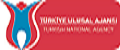 TÜRKİYE ULUSAL AJANSI
TURKISH NATIONAL AGENCY